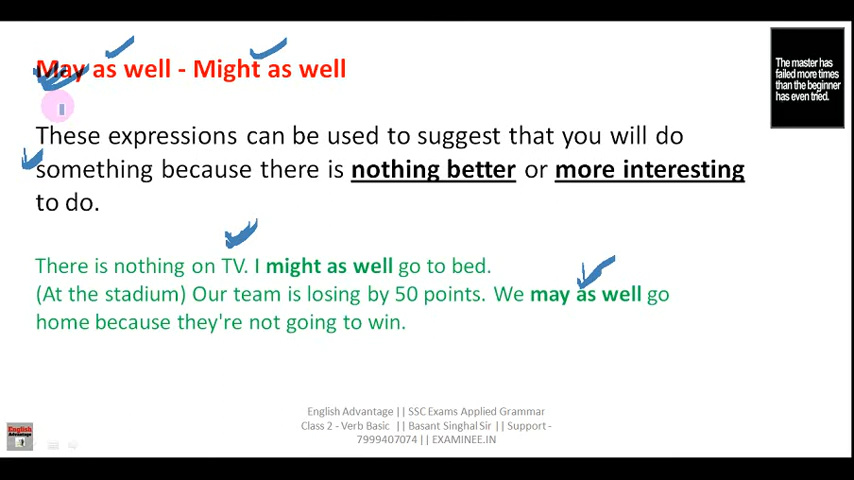 May as well - Might as well
The master has
failed more times
than the beginner
has even tried.
These expressions can be used to suggest that you will do
something because there is nothing better or more interesting
to do.
There is nothing on TV. I might as well go to bed.
(At the stadium) Our team is losing by 50 points. We may as well go
home because they're not going to win.
English Advantage || SSC Exams Applied Grammar
Class 2 - Verb Basic || Basant Singhal Sir || Support -
7999407074 || EXAMINEE.IN
English
Advantage